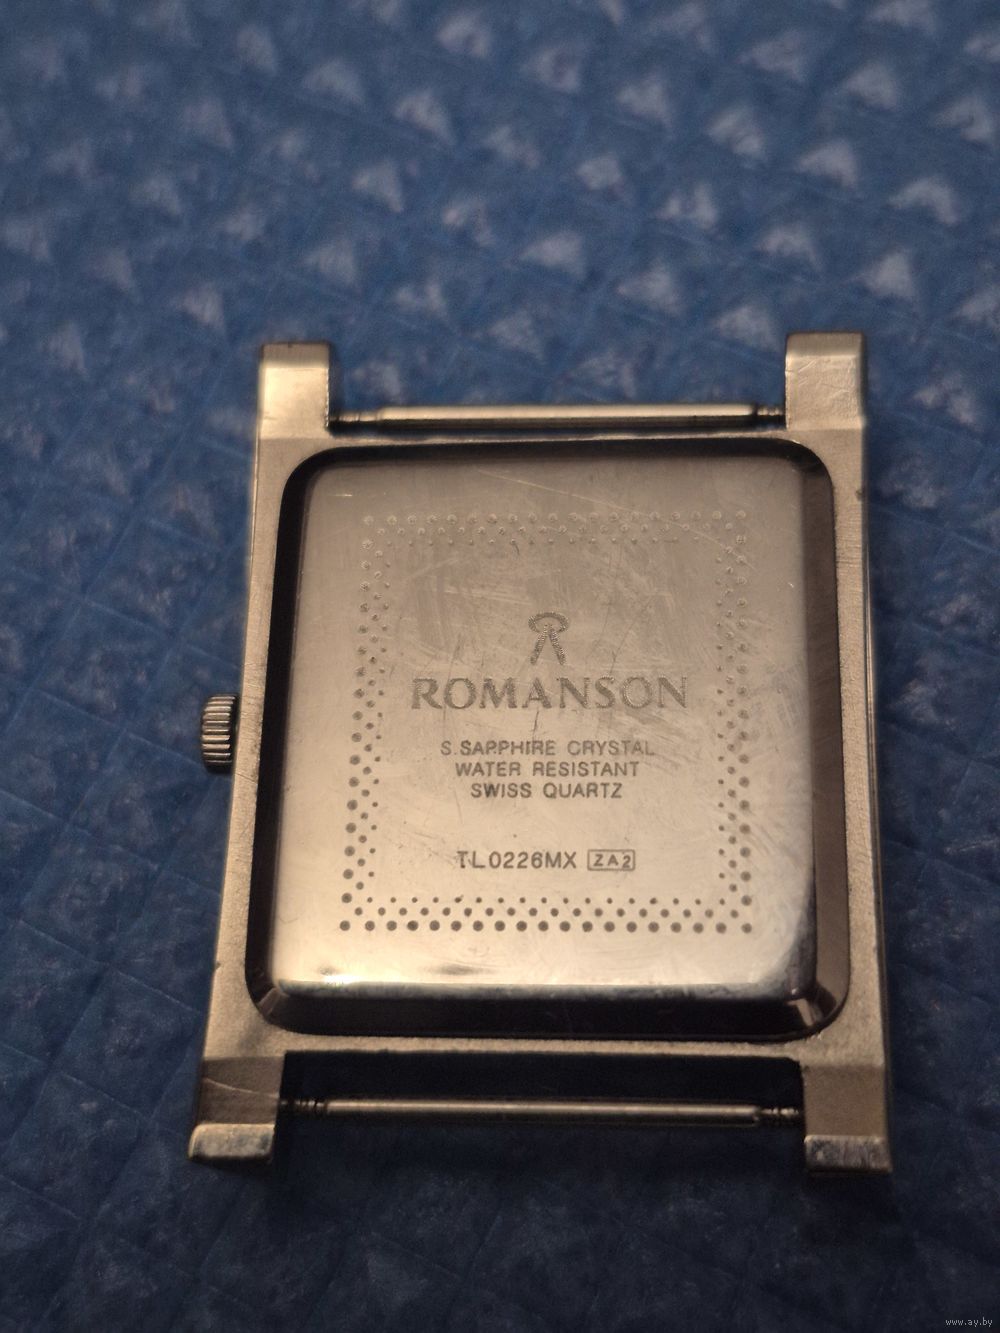 ROMANSON
S.SAPPHIRE CRYSTAL
WATER RESISTANT
SWISS QUARTZ
TL0226MX ZA2
www.ay.by